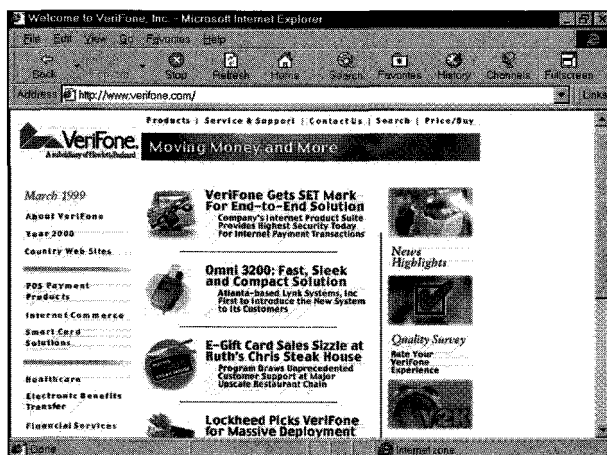 Welcome to VeriFone, Inc. - Microsoft Internet Explorer
File Edit View Go Favorites Help
Back Stop Refresh Home Search Favorites History Channels Fullscreen
Address http://www.verifone.com/ Links
Products | Service & Support | Contact Us | Search | Price/Buy
VeriFone.
A subsidiary of Hewlett-Packard
Moving Money and More
March 1999
About VeriFone
Year 2000
Country Web Sites
POS Payment
Products
Internet Commerce
Smart Card
Solutions
Healthcare
Electronic Benefits
Transfer
Financial Services
VeriFone Gets SET Mark
For End-to-End Solution
Company's Internet Product Suite
Provides Highest Security Today
For Internet Payment Transactions
Omni 3200: Fast, Sleek
and Compact Solution
Atlanta-based Lynk Systems, Inc
First to Introduce the New System
to Its Customers
E-Gift Card Sales Sizzle at
Ruth's Chris Steak House
Program Draws Unprecedented
Customer Support at Major
Upscale Restaurant Chain
Lockheed Picks VeriFone
for Massive Deployment
News
Highlights
Quality Survey
Rate Your
VeriFone
Experience
Done
Internet zone